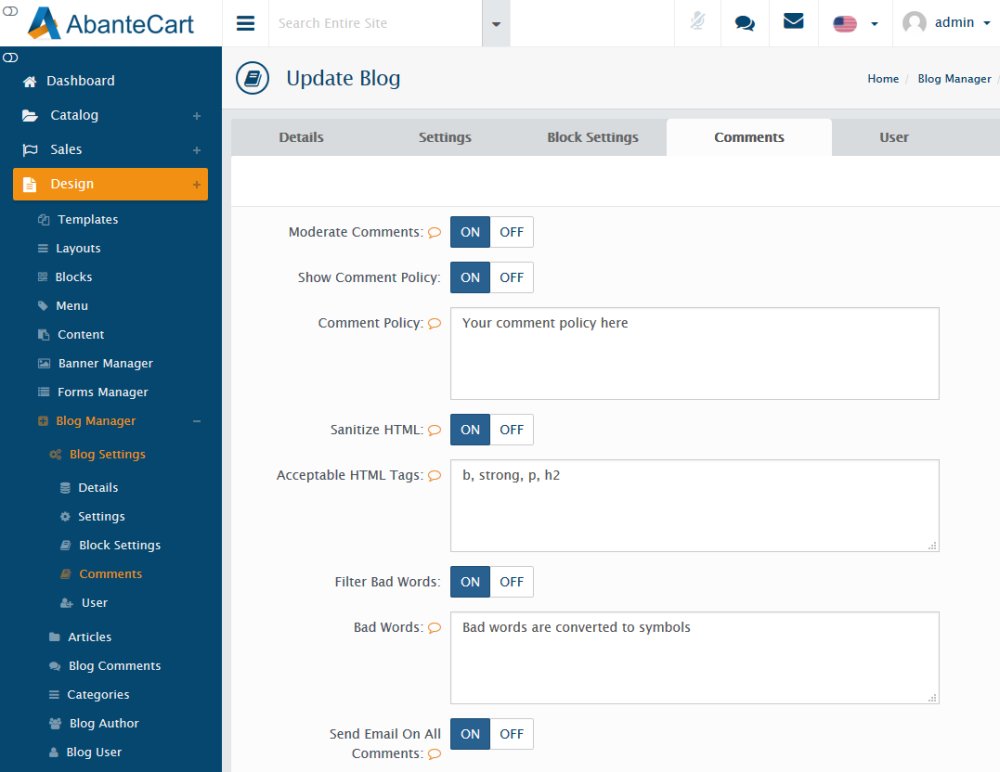 AbanteCart
Search Entire Site
admin
Dashboard
Catalog +
Sales +
Design +
Templates
Layouts
Blocks
Menu
Content
Banner Manager
Forms Manager
Blog Manager −
Blog Settings
Details
Settings
Block Settings
Comments
User
Articles
Blog Comments
Categories
Blog Author
Blog User
Update Blog
Home / Blog Manager /
Details Settings Block Settings Comments User
Moderate Comments: ON OFF
Show Comment Policy: ON OFF
Comment Policy: Your comment policy here
Sanitize HTML: ON OFF
Acceptable HTML Tags: b, strong, p, h2
Filter Bad Words: ON OFF
Bad Words: Bad words are converted to symbols
Send Email On All ON OFF
Comments: